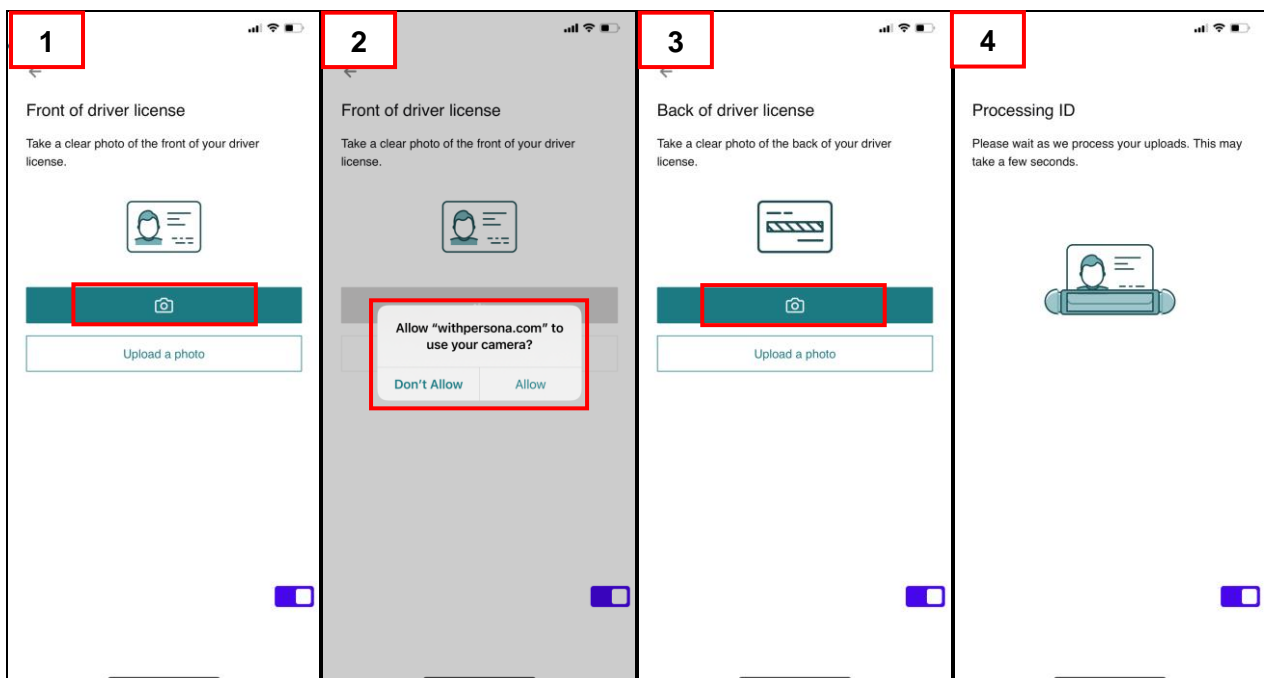 1
Front of driver license
Take a clear photo of the front of your driver
license.
Upload a photo
2
Front of driver license
Take a clear photo of the front of your driver
license.
Allow “withpersona.com” to
use your camera?
Don’t Allow
Allow
3
Back of driver license
Take a clear photo of the back of your driver
license.
Upload a photo
4
Processing ID
Please wait as we process your uploads. This may
take a few seconds.